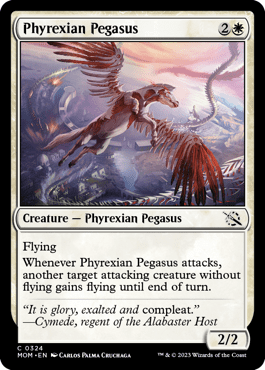 Phyrexian Pegasus 2
Creature — Phyrexian Pegasus
Flying
Whenever Phyrexian Pegasus attacks,
another target attacking creature without
flying gains flying until end of turn.
“It is glory, exalted and compleat.”
—Cymede, regent of the Alabaster Host
2/2
C 0324
MOM • EN CARLOS PALMA CRUCHAGA
™ & © 2023 Wizards of the Coast